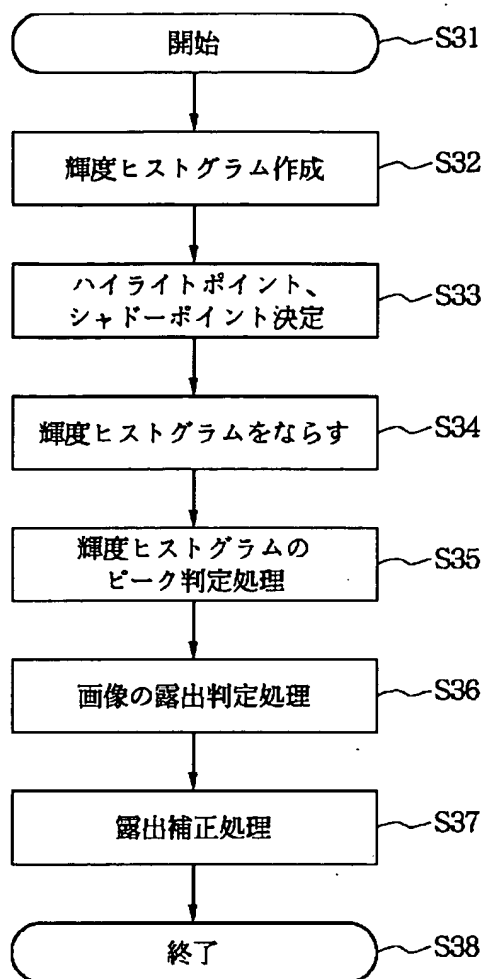 開始
S31
輝度ヒストグラム作成
S32
ハイライトポイント、
シャドーポイント決定
S33
輝度ヒストグラムをならす
S34
輝度ヒストグラムの
ピーク判定処理
S35
画像の露出判定処理
S36
露出補正処理
S37
終了
S38